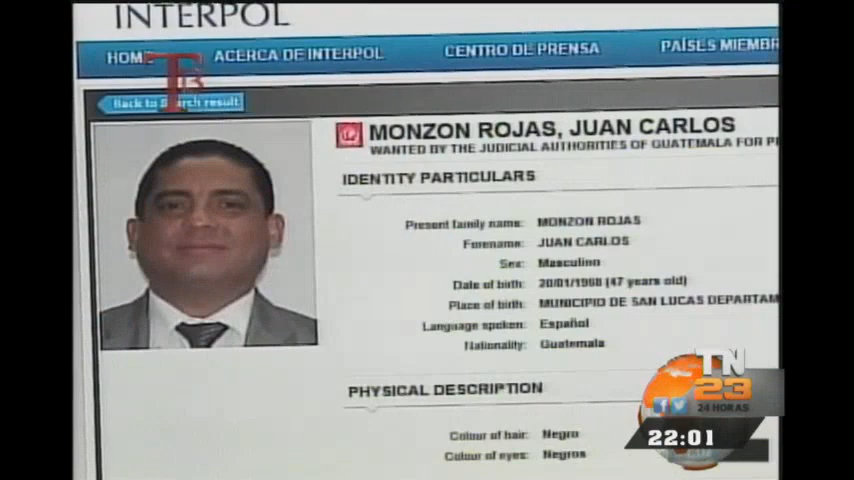 INTERPOL
HOME ACERCA DE INTERPOL CENTRO DE PRENSA PAÍSES MIEMBR
Back to Search result
MONZON ROJAS, JUAN CARLOS
WANTED BY THE JUDICIAL AUTHORITIES OF GUATEMALA FOR P
IDENTITY PARTICULARS
Present family name: MONZON ROJAS
Forename: JUAN CARLOS
Sex: Masculino
Date of birth: 20/01/1968 (47 years old)
Place of birth: MUNICIPIO DE SAN LUCAS DEPARTAM
Language spoken: Español
Nationality: Guatemala
PHYSICAL DESCRIPTION
Colour of hair: Negro
Colour of eyes: Negros
TN
23
24 HORAS
22:01